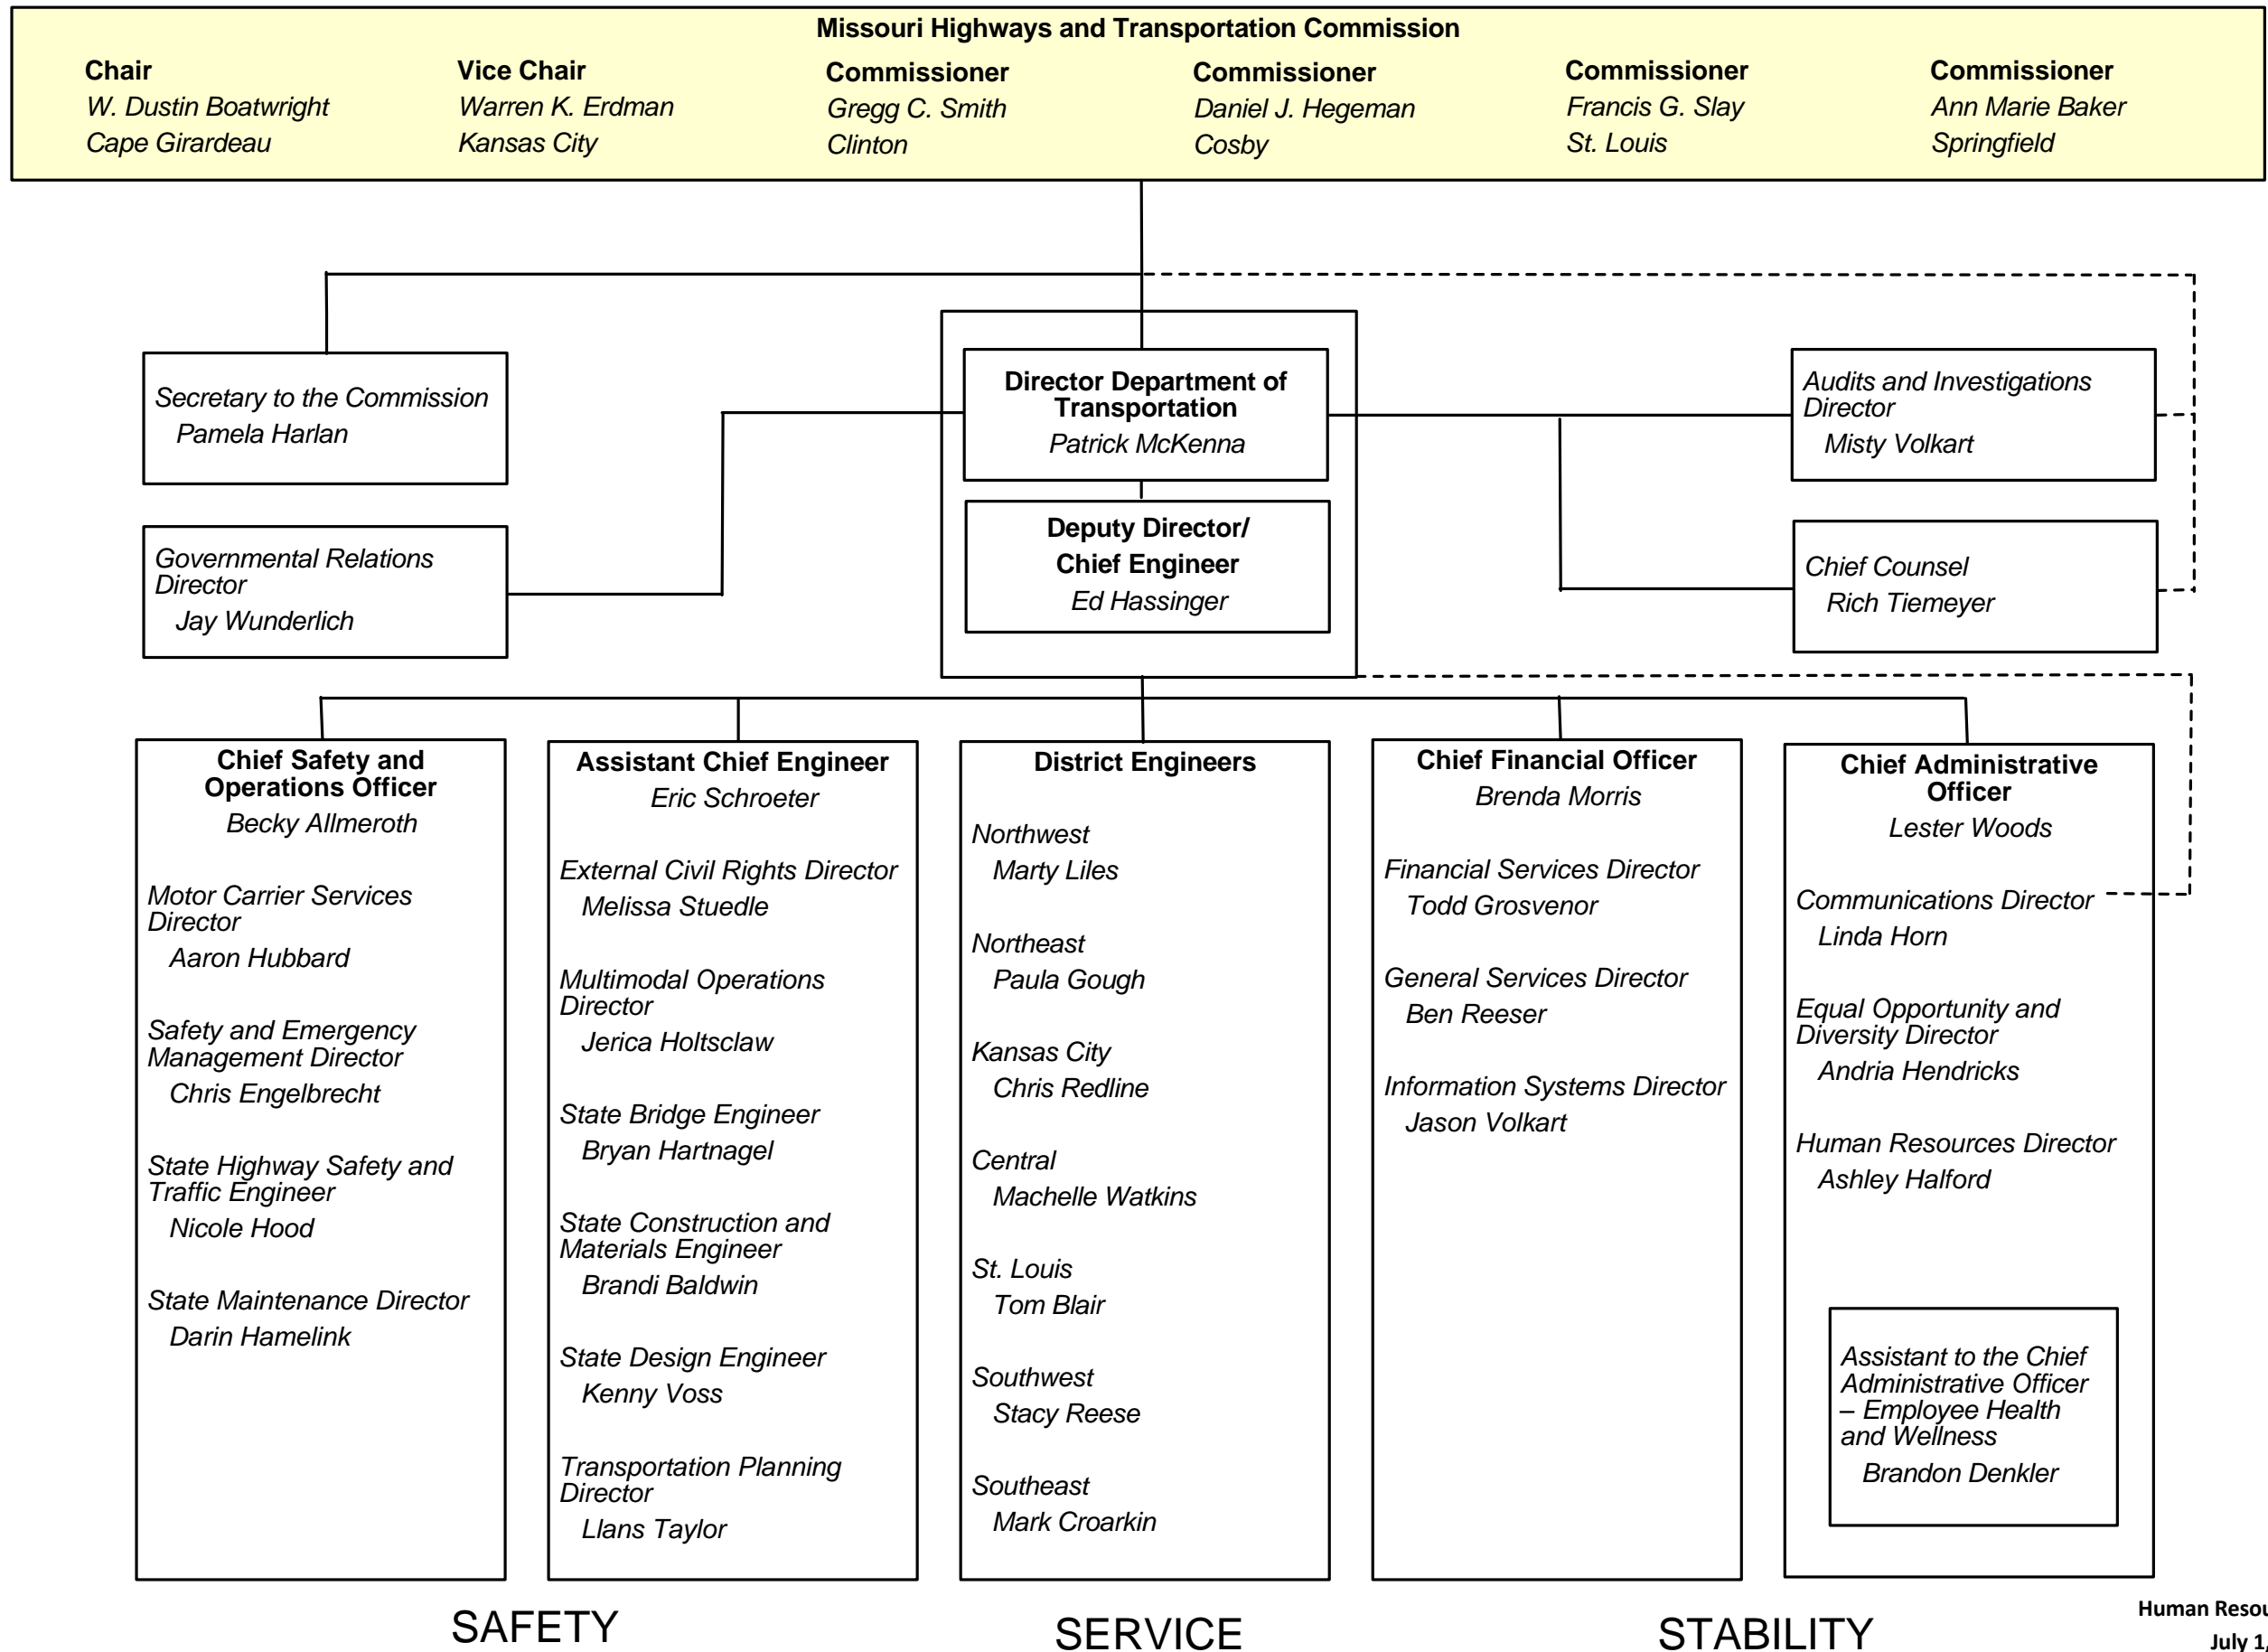 Missouri Highways and Transportation Commission
Chair
W. Dustin Boatwright
Cape Girardeau
Vice Chair
Warren K. Erdman
Kansas City
Commissioner
Gregg C. Smith
Clinton
Commissioner
Daniel J. Hegeman
Cosby
Commissioner
Francis G. Slay
St. Louis
Commissioner
Ann Marie Baker
Springfield
Secretary to the Commission
Pamela Harlan
Director Department of
Transportation
Patrick McKenna
Audits and Investigations
Director
Misty Volkart
Governmental Relations
Director
Jay Wunderlich
Deputy Director/
Chief Engineer
Ed Hassinger
Chief Counsel
Rich Tiemeyer
Chief Safety and
Operations Officer
Becky Allmeroth
Motor Carrier Services
Director
Aaron Hubbard
Safety and Emergency
Management Director
Chris Engelbrecht
State Highway Safety and
Traffic Engineer
Nicole Hood
State Maintenance Director
Darin Hamelink
Assistant Chief Engineer
Eric Schroeter
External Civil Rights Director
Melissa Stuedle
Multimodal Operations
Director
Jerica Holtsclaw
State Bridge Engineer
Bryan Hartnagel
State Construction and
Materials Engineer
Brandi Baldwin
State Design Engineer
Kenny Voss
Transportation Planning
Director
Llans Taylor
District Engineers
Northwest
Marty Liles
Northeast
Paula Gough
Kansas City
Chris Redline
Central
Machelle Watkins
St. Louis
Tom Blair
Southwest
Stacy Reese
Southeast
Mark Croarkin
Chief Financial Officer
Brenda Morris
Financial Services Director
Todd Grosvenor
General Services Director
Ben Reeser
Information Systems Director
Jason Volkart
Chief Administrative
Officer
Lester Woods
Communications Director
Linda Horn
Equal Opportunity and
Diversity Director
Andria Hendricks
Human Resources Director
Ashley Halford
Assistant to the Chief
Administrative Officer
– Employee Health
and Wellness
Brandon Denkler
SAFETY
SERVICE
STABILITY
Human
July 1,